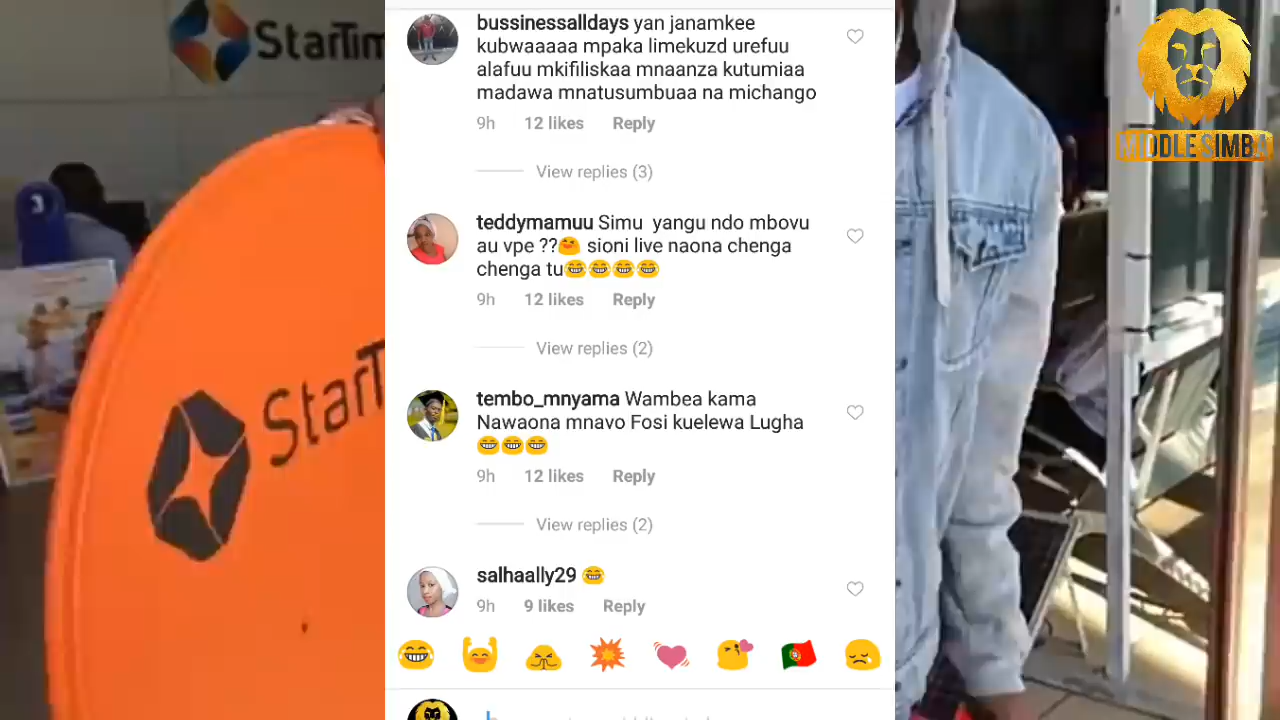 StarTim
StarT
bussinessalldays yan janamkee
kubwaaaaa mpaka limekuzd urefuu
alafuu mkifiliskaa mnaanza kutumiaa
madawa mnatusumbuaa na michango
9h 12 likes Reply
View replies (3)
teddymamuu Simu yangu ndo mbovu
au vpe ??😆 sioni live naona chenga
chenga tu😂😂😂😂
9h 12 likes Reply
View replies (2)
tembo_mnyama Wambea kama
Nawaona mnavo Fosi kuelewa Lugha
😂😂😂
9h 12 likes Reply
View replies (2)
salhaally29 😂
9h 9 likes Reply
MIDDLE SIMBA